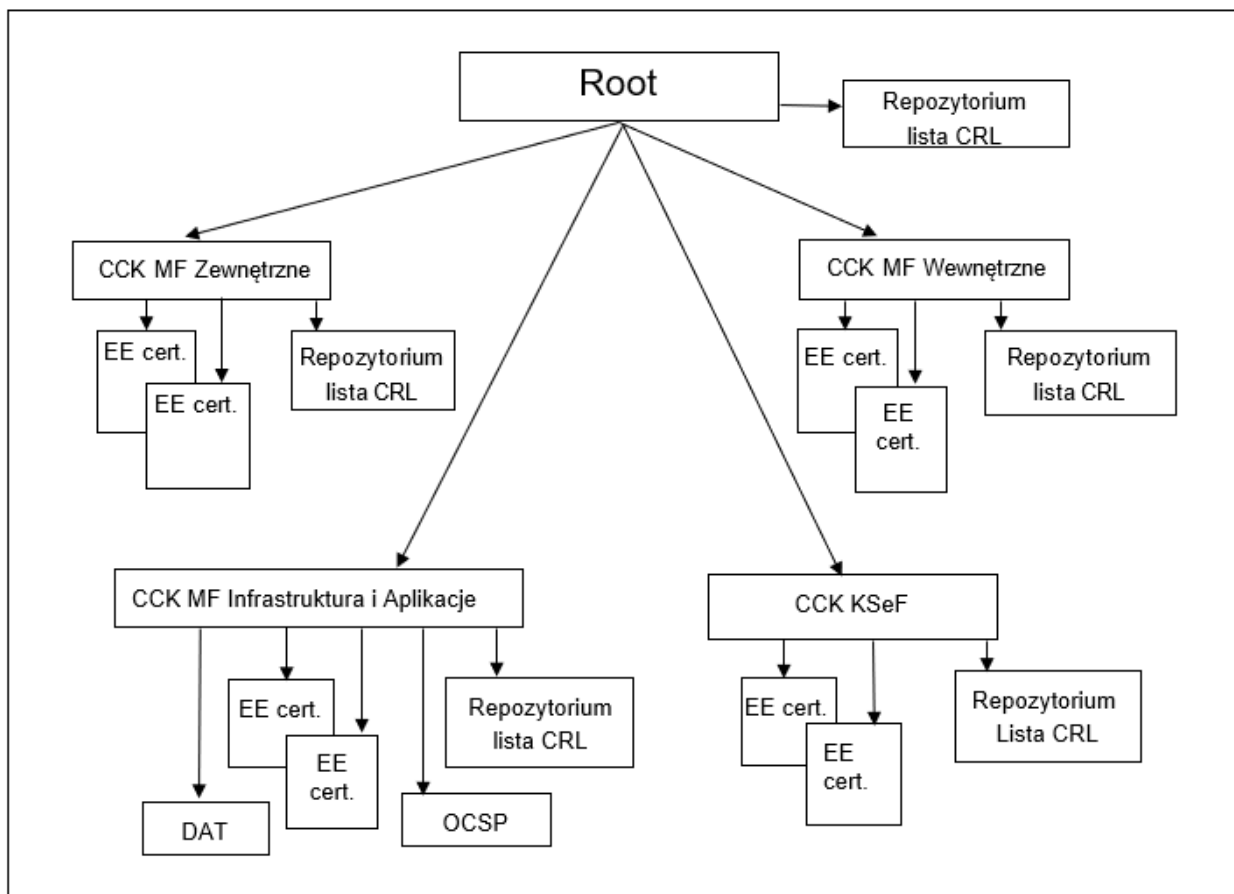 Root
Repozytorium
lista CRL
CCK MF Zewnętrzne
EE cert.
EE cert.
Repozytorium
lista CRL
CCK MF Wewnętrzne
EE cert.
EE
cert.
Repozytorium
lista CRL
CCK MF Infrastruktura i Aplikacje
EE cert.
EE
cert.
Repozytorium
lista CRL
DAT
OCSP
CCK KSeF
EE cert.
EE
cert.
Repozytorium
Lista CRL